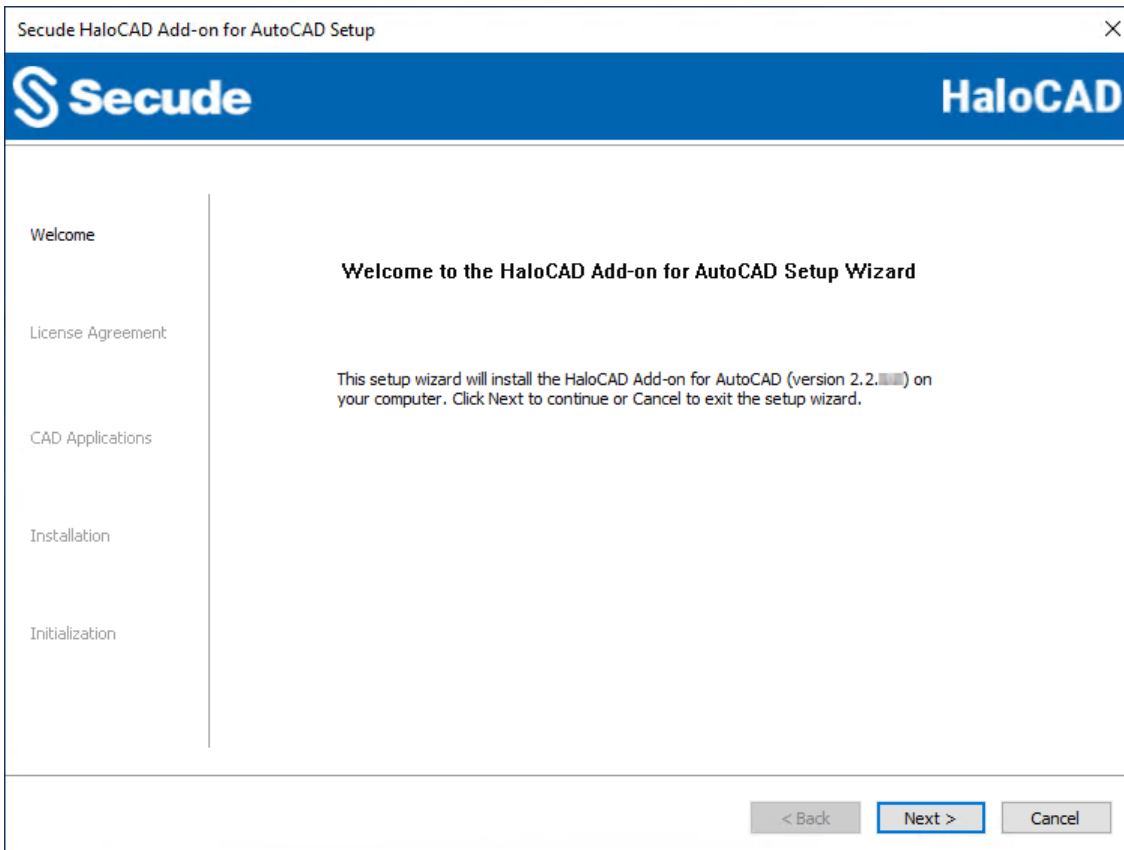 Secude HaloCAD Add-on for AutoCAD Setup
Secude
HaloCAD
Welcome
License Agreement
CAD Applications
Installation
Initialization
Welcome to the HaloCAD Add-on for AutoCAD Setup Wizard
This setup wizard will install the HaloCAD Add-on for AutoCAD (version 2.2. ) on
your computer. Click Next to continue or Cancel to exit the setup wizard.
< Back
Next >
Cancel